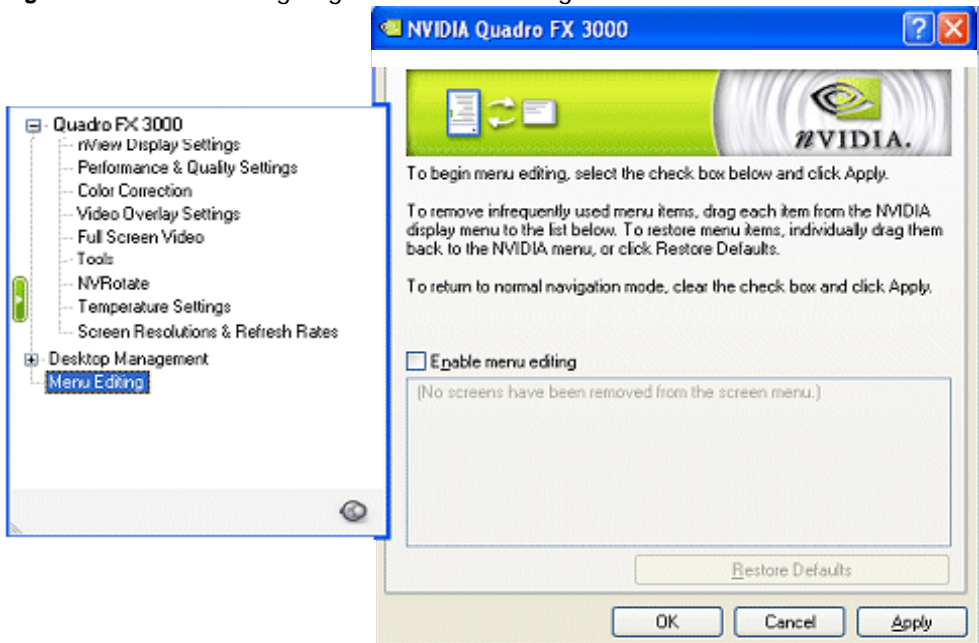 NVIDIA Quadro FX 3000
Quadro FX 3000
nView Display Settings
Performance & Quality Settings
Color Correction
Video Overlay Settings
Full Screen Video
Tools
NVRotate
Temperature Settings
Screen Resolutions & Refresh Rates
Desktop Management
Menu Editing
NVIDIA.
To begin menu editing, select the check box below and click Apply.
To remove infrequently used menu items, drag each item from the NVIDIA
display menu to the list below. To restore menu items, individually drag them
back to the NVIDIA menu, or click Restore Defaults.
To return to normal navigation mode, clear the check box and click Apply.
Enable menu editing
(No screens have been removed from the screen menu.)
Restore Defaults
OK
Cancel
Apply